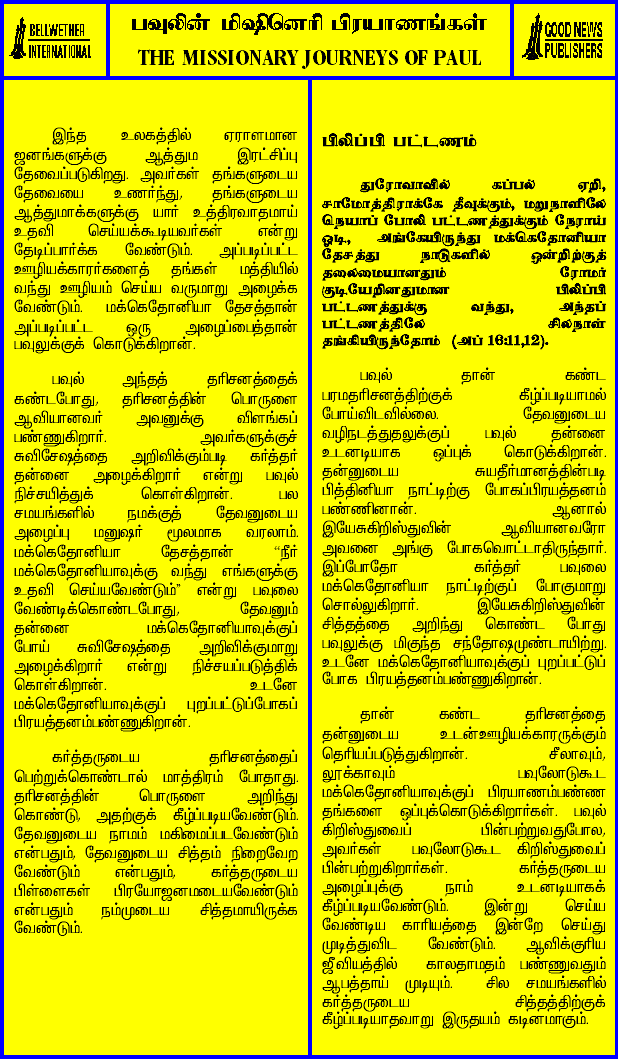 BELLWETHER
INTERNATIONAL
பவுலின் மிஷினெரி பிரயாணங்கள்
THE MISSIONARY JOURNEYS OF PAUL
GOOD NEWS
PUBLISHERS
இந்த உலகத்தில் ஏராளமான
ஜனங்களுக்கு ஆத்தும இரட்சிப்பு
தேவைப்படுகிறது. அவர்கள் தங்களுடைய
தேவையை உணர்ந்து, தங்களுடைய
ஆத்துமாக்களுக்கு யார் உத்திரவாதமாய்
உதவி செய்யக்கூடியவர்கள் என்று
தேடிப்பார்க்க வேண்டும். அப்படிப்பட்ட
ஊழியக்காரர்களைத் தங்கள் மத்தியில்
வந்து ஊழியம் செய்ய வருமாறு அழைக்க
வேண்டும். மக்கெதோனியா தேசத்தான்
அப்படிப்பட்ட ஒரு அழைப்பைத்தான்
பவுலுக்குக் கொடுக்கிறான்.
பவுல் அந்தத் தரிசனத்தைக்
கண்டபோது, தரிசனத்தின் பொருளை
ஆவியானவர் அவனுக்கு விளங்கப்
பண்ணுகிறார். அவர்களுக்குச்
சுவிசேஷத்தை அறிவிக்கும்படி கர்த்தர்
தன்னை அழைக்கிறார் என்று பவுல்
நிச்சயித்துக் கொள்கிறான். பல
சமயங்களில் நமக்குத் தேவனுடைய
அழைப்பு மனுஷர் மூலமாக வரலாம்.
மக்கெதோனியா தேசத்தான் “நீர்
மக்கெதோனியாவுக்கு வந்து எங்களுக்கு
உதவி செய்யவேண்டும்” என்று பவுலை
வேண்டிக்கொண்டபோது, தேவனும்
தன்னை மக்கெதோனியாவுக்குப்
போய் சுவிசேஷத்தை அறிவிக்குமாறு
அழைக்கிறார் என்று நிச்சயப்படுத்திக்
கொள்கிறான். உடனே
மக்கெதோனியாவுக்குப் புறப்பட்டுப்போகப்
பிரயத்தனம்பண்ணுகிறான்.
கர்த்தருடைய தரிசனத்தைப்
பெற்றுக்கொண்டால் மாத்திரம் போதாது.
தரிசனத்தின் பொருளை அறிந்து
கொண்டு, அதற்குக் கீழ்ப்படியவேண்டும்.
தேவனுடைய நாமம் மகிமைப்படவேண்டும்
என்பதும், தேவனுடைய சித்தம் நிறைவேற
வேண்டும் என்பதும், கர்த்தருடைய
பிள்ளைகள் பிரயோஜனமடையவேண்டும்
என்பதும் நம்முடைய சித்தமாயிருக்க
வேண்டும்.
பிலிப்பி பட்டணம்
துரோவாவில் கப்பல் ஏறி,
சாமோத்திராக்கே தீவுக்கும், மறுநாளிலே
நெயாப் போலி பட்டணத்துக்கும் நேராய்
ஓடி, அங்கேயிருந்து மக்கெதோனியா
தேசத்து நாடுகளில் ஒன்றிற்குத்
தலைமையானதும் ரோமர்
குடியேறினதுமான பிலிப்பி
பட்டணத்துக்கு வந்து, அந்தப்
பட்டணத்திலே சிலநாள்
தங்கியிருந்தோம் (அப் 16:11,12).
பவுல் தான் கண்ட
பரமதரிசனத்திற்குக் கீழ்ப்படியாமல்
போய்விடவில்லை. தேவனுடைய
வழிநடத்துதலுக்குப் பவுல் தன்னை
உடனடியாக ஒப்புக் கொடுக்கிறான்.
தன்னுடைய சுயதீர்மானத்தின்படி
பித்தினியா நாட்டிற்கு போகப்பிரயத்தனம்
பண்ணினான். ஆனால்
இயேசுகிறிஸ்துவின் ஆவியானவரோ
அவனை அங்கு போகவொட்டாதிருந்தார்.
இப்போதோ கர்த்தர் பவுலை
மக்கெதோனியா நாட்டிற்குப் போகுமாறு
சொல்லுகிறார். இயேசுகிறிஸ்துவின்
சித்தத்தை அறிந்து கொண்ட போது
பவுலுக்கு மிகுந்த சந்தோஷமுண்டாயிற்று.
உடனே மக்கெதோனியாவுக்குப் புறப்பட்டுப்
போக பிரயத்தனம்பண்ணுகிறான்.
தான் கண்ட தரிசனத்தை
தன்னுடைய உடன்ஊழியக்காரருக்கும்
தெரியப்படுத்துகிறான். சீலாவும்,
லூக்காவும் பவுலோடுகூட
மக்கெதோனியாவுக்குப் பிரயாணம்பண்ண
தங்களை ஒப்புக்கொடுக்கிறார்கள். பவுல்
கிறிஸ்துவைப் பின்பற்றுவதுபோல,
அவர்கள் பவுலோடுகூட கிறிஸ்துவைப்
பின்பற்றுகிறார்கள். கர்த்தருடைய
அழைப்புக்கு நாம் உடனடியாகக்
கீழ்ப்படியவேண்டும். இன்று செய்ய
வேண்டிய காரியத்தை இன்றே செய்து
முடித்துவிட வேண்டும். ஆவிக்குரிய
ஜீவியத்தில் காலதாமதம் பண்ணுவதும்
ஆபத்தாய் முடியும். சில சமயங்களில்
கர்த்தருடைய சித்தத்திற்குக்
கீழ்ப்படியாதவாறு இருதயம் கடினமாகும்.